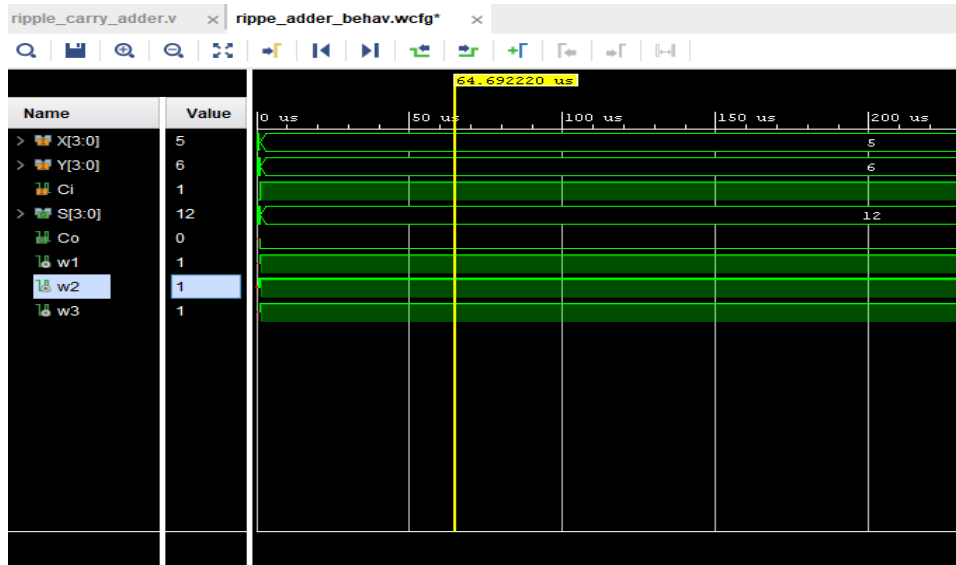 ripple_carry_adder.v × rippe_adder_behav.wcfg* ×
64.692220 us
Name Value 0 us 50 us 100 us 150 us 200 us
> X[3:0] 5 5
> Y[3:0] 6 6
Ci 1
> S[3:0] 12 12
Co 0
w1 1
w2 1
w3 1